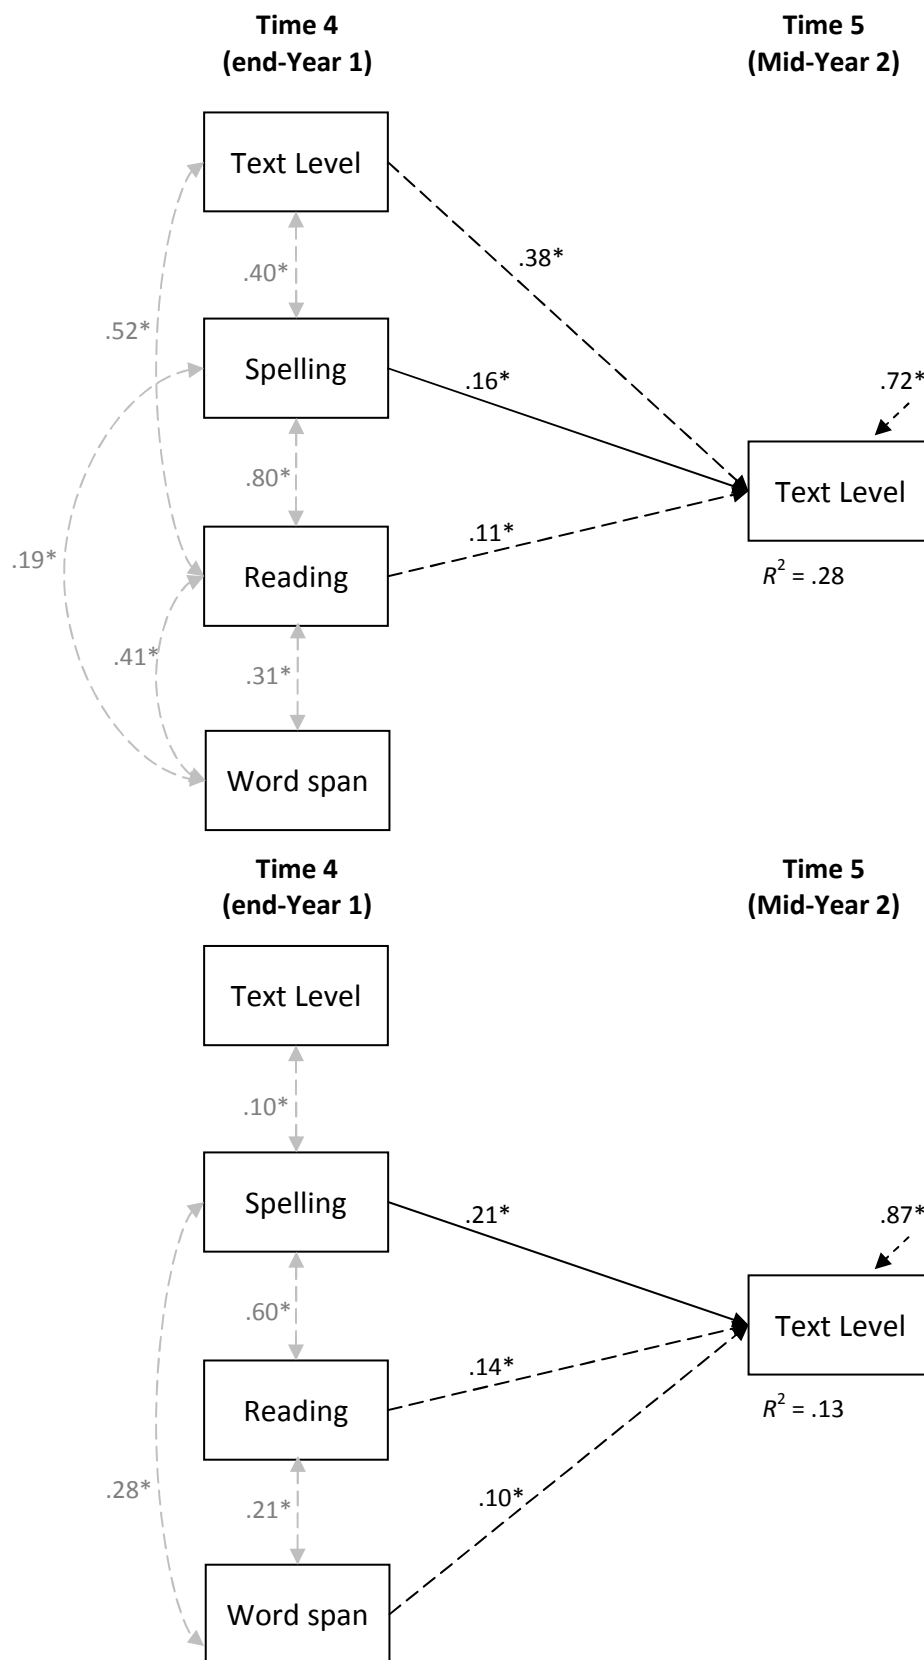 Time 4
(end-Year 1)
Time 5
(Mid-Year 2)
Text Level
.40*
.38*
.52*
Spelling
.16*
.72*
.80*
Text Level
.19*
.11*
Reading
R² = .28
.41*
.31*
Word span
Time 4
(end-Year 1)
Time 5
(Mid-Year 2)
Text Level
.10*
Spelling
.21*
.87*
.60*
Text Level
.14*
Reading
R² = .13
.28*
.21*
.10*
Word span